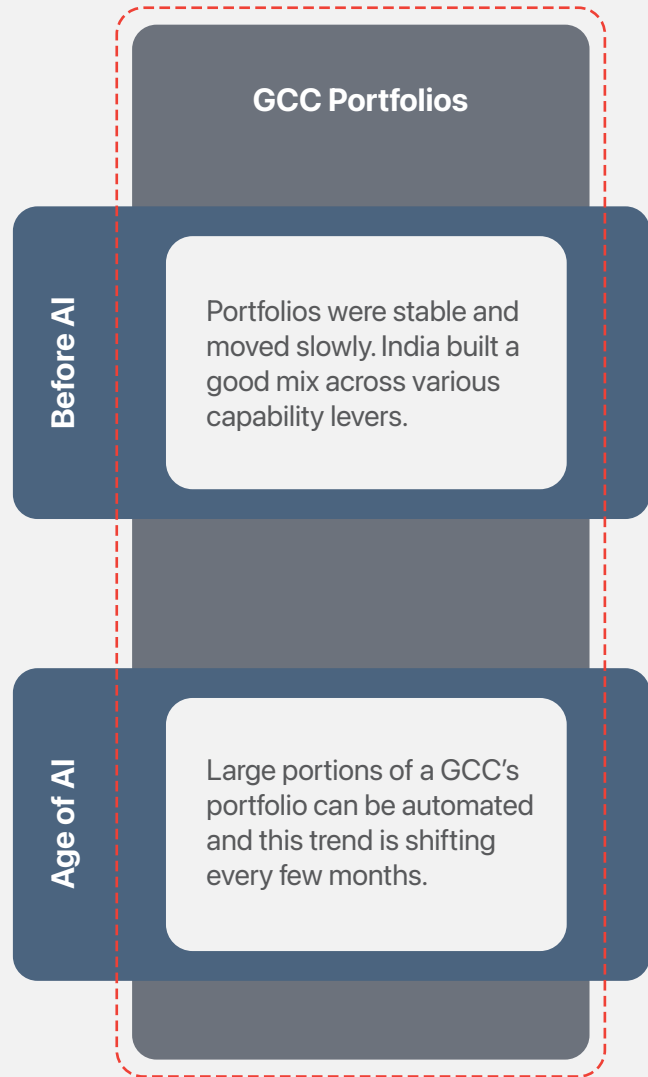 GCC Portfolios
Before AI
Portfolios were stable and
moved slowly. India built a
good mix across various
capability levers.
Age of AI
Large portions of a GCC’s
portfolio can be automated
and this trend is shifting
every few months.